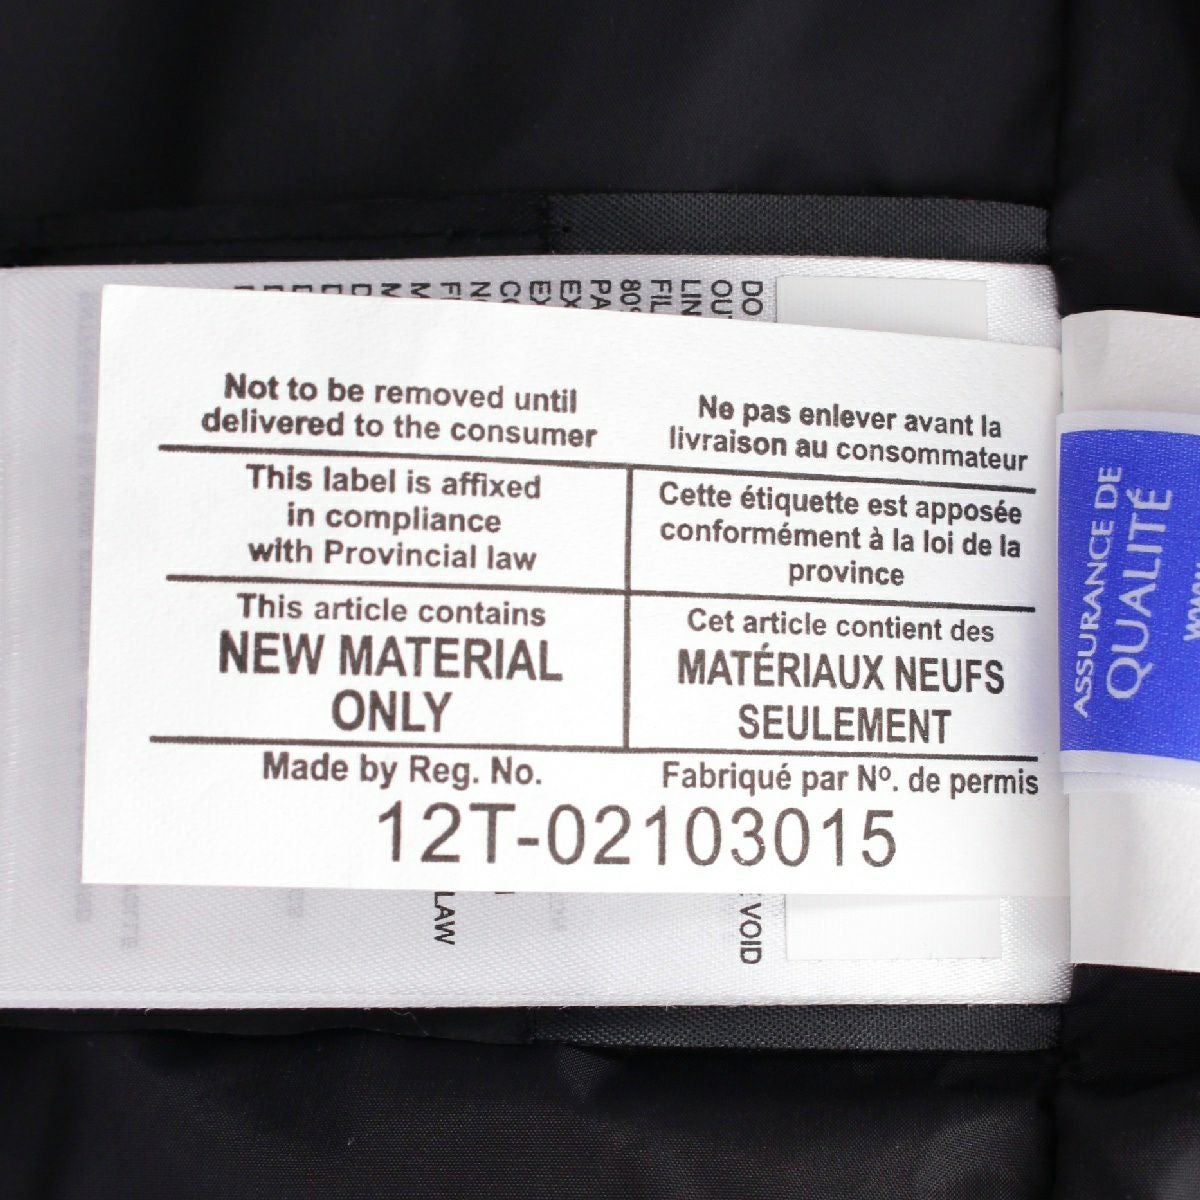 Not to be removed until
delivered to the consumer
Ne pas enlever avant la
livraison au consommateur
This label is affixed
in compliance
with Provincial law
Cette étiquette est apposée
conformément à la loi de la
province
This article contains
NEW MATERIAL
ONLY
Cet article contient des
MATÉRIAUX NEUFS
SEULEMENT
Made by Reg. No.
Fabriqué par Nº. de permis
12T-02103015
ASSURANCE DE
QUALITÉ
LAW
VOID